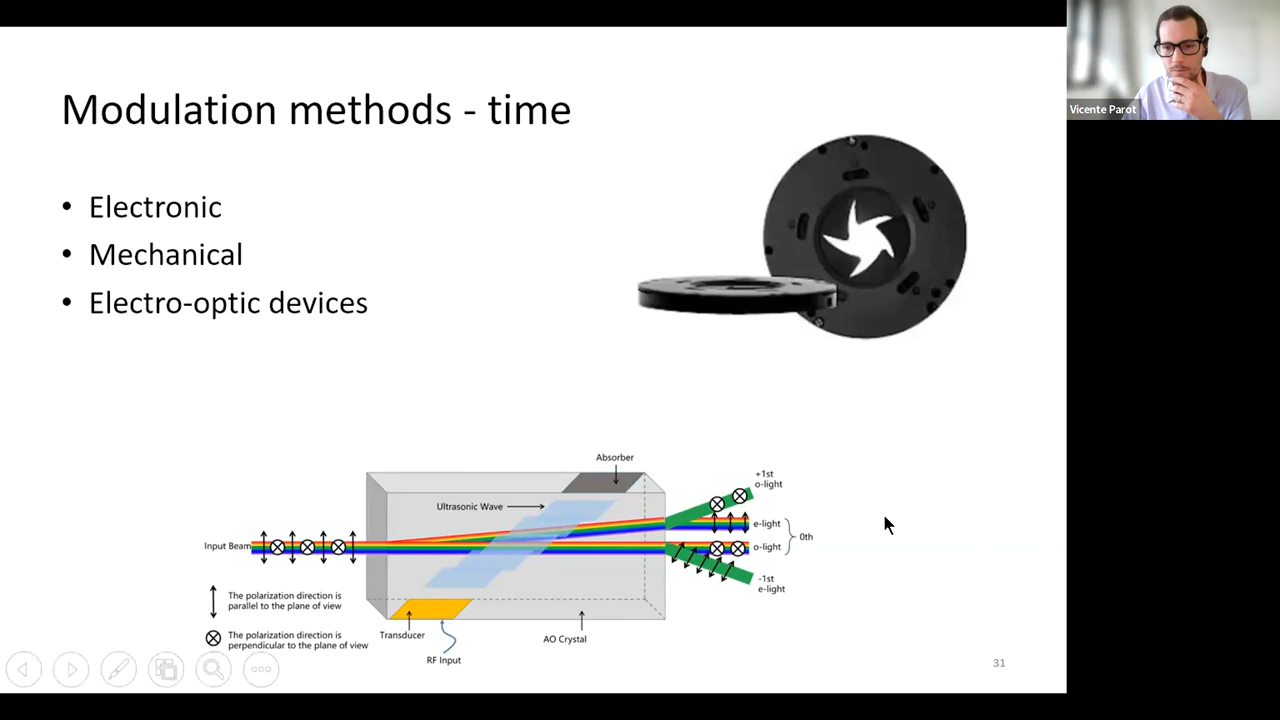 Vicente Parot
Modulation methods - time
• Electronic
• Mechanical
• Electro-optic devices
Absorber
+1st
o-light
Ultrasonic Wave
e-light
0th
Input Beam
o-light
-1st
e-light
The polarization direction is
parallel to the plane of view
The polarization direction is
perpendicular to the plane of view
Transducer
AO Crystal
RF Input
31